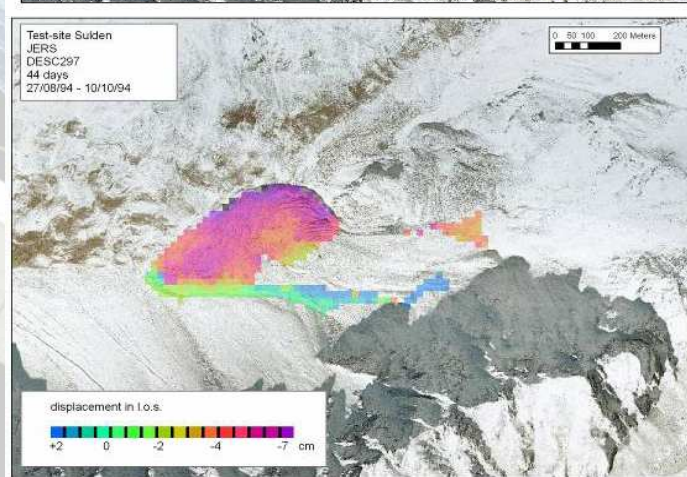 Test-site Sulden
JERS
DESC297
44 days
27/08/94 - 10/10/94
0 50 100 200 Meters
displacement in l.o.s.
+2 0 -2 -4 -7 cm